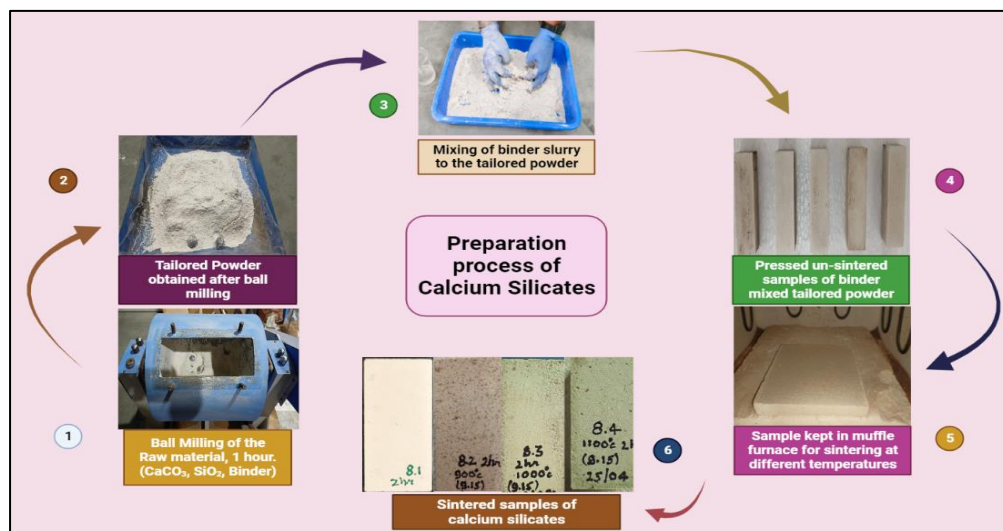 3
Mixing of binder slurry
to the tailored powder
2
Tailored Powder
obtained after ball
milling
4
Pressed un-sintered
samples of binder
mixed tailored powder
Preparation
process of
Calcium Silicates
1
Ball Milling of the
Raw material, 1 hour.
(CaCO₃, SiO₂, Binder)
5
Sample kept in muffle
furnace for sintering at
different temperatures
6
8.1
2hr
8.2 2hr
900°c
(9.15)
8.3
2hr
1000°c
(9.15)
8.4
1100°c 2h
(9.15)
25/04
Sintered samples of
calcium silicates